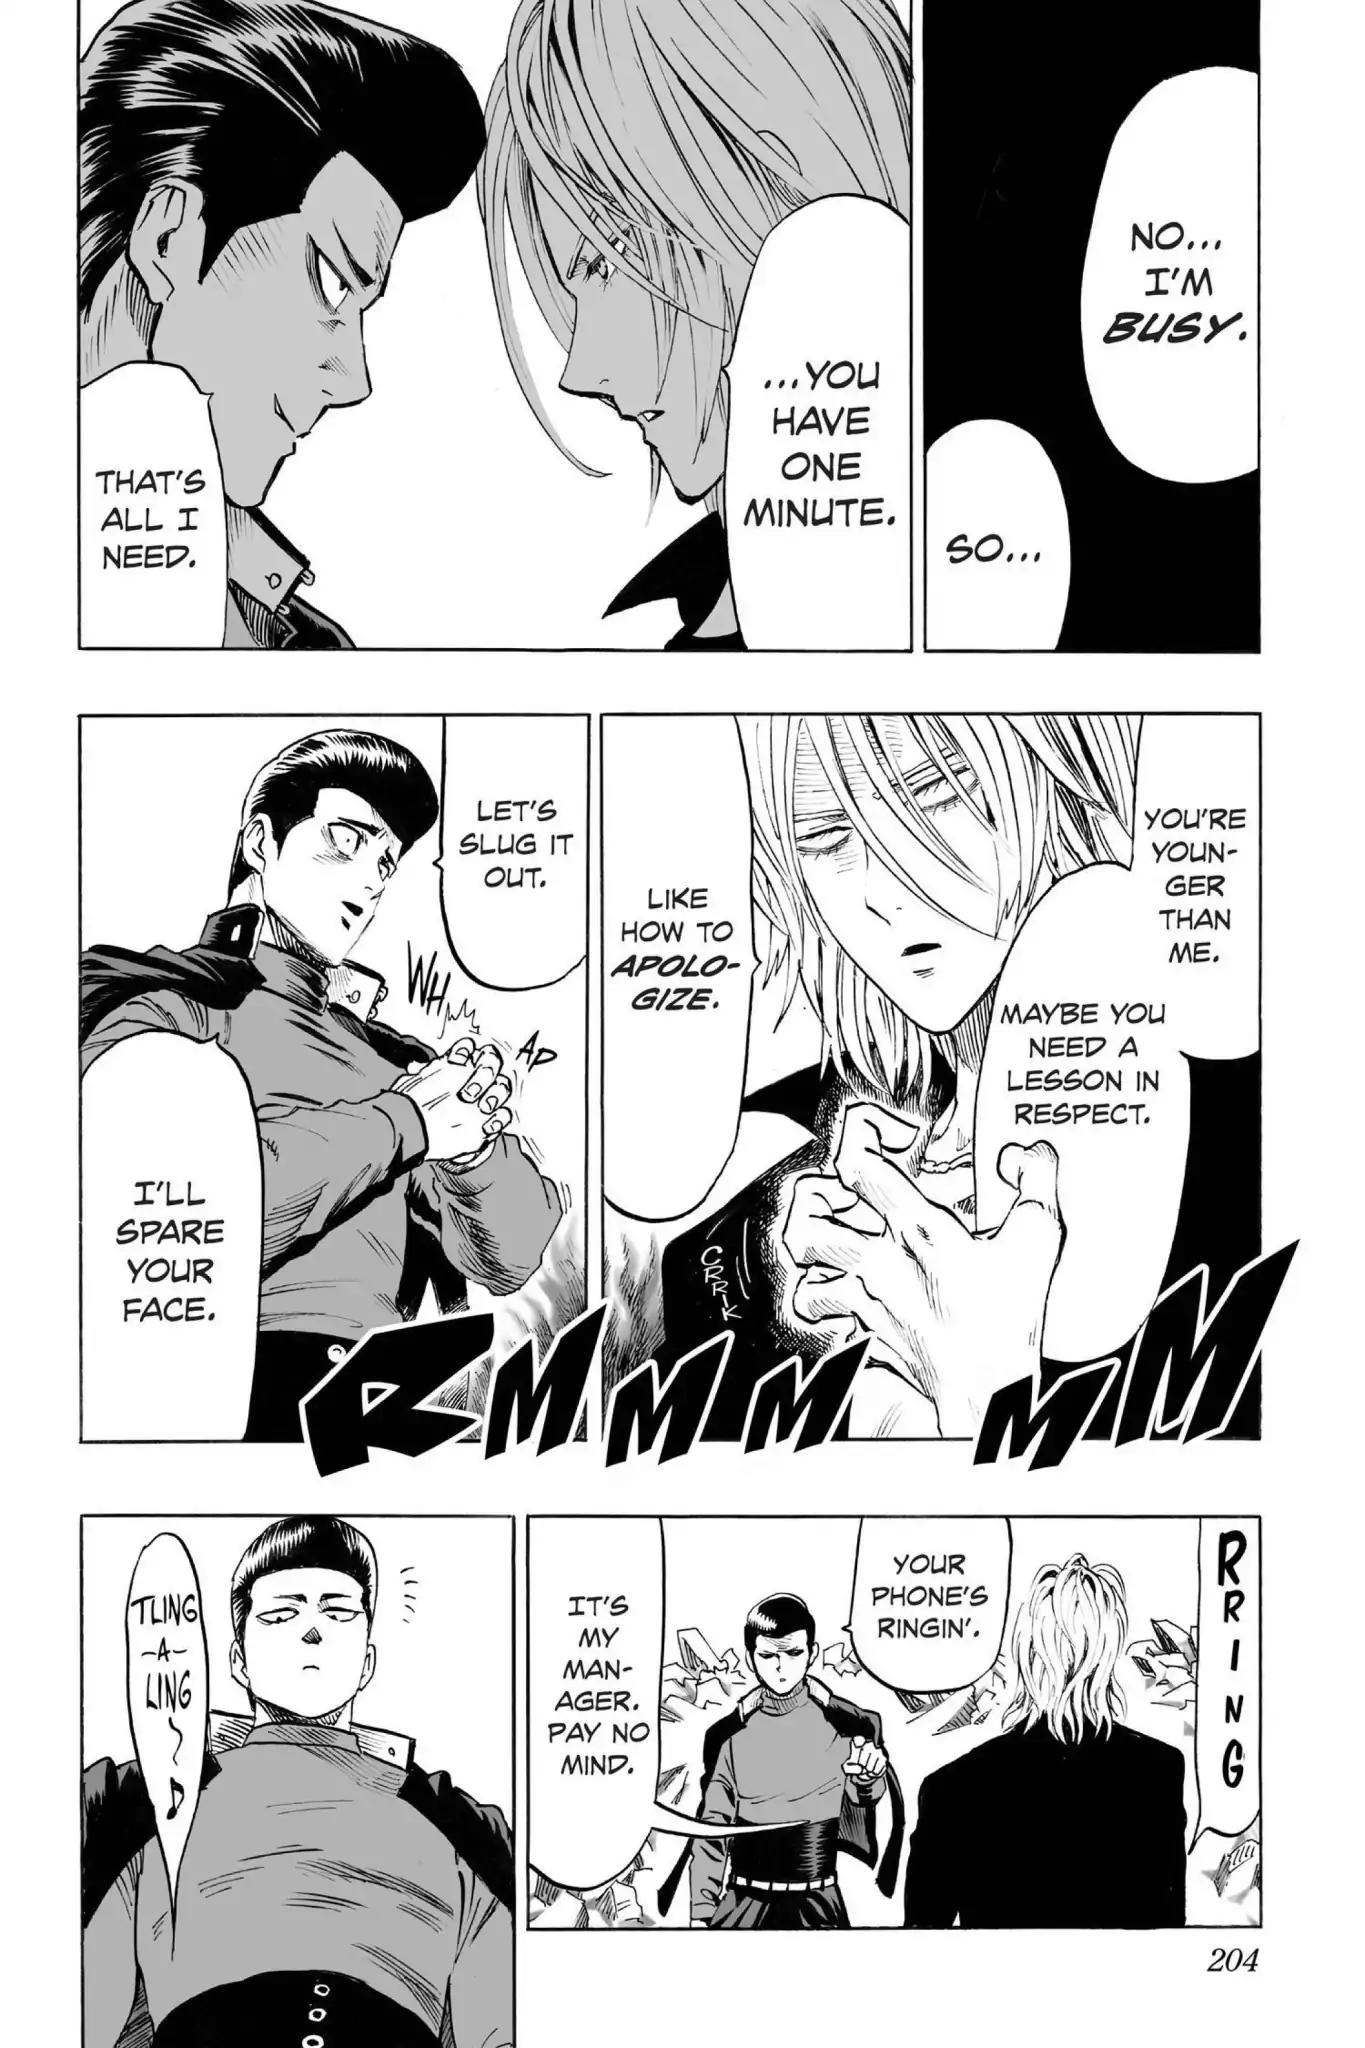 NO...
I'M
BUSY.
SO...
...YOU
HAVE
ONE
MINUTE.
THAT'S
ALL I
NEED.
YOU'RE
YOUN-
GER
THAN
ME.
MAYBE YOU
NEED A
LESSON IN
RESPECT.
LIKE
HOW TO
APOLO-
GIZE.
CRRIK
LET'S
SLUG IT
OUT.
WH
AP
I'LL
SPARE
YOUR
FACE.
RMMMMMM
RRING
YOUR
PHONE'S
RINGIN'.
IT'S
MY
MAN-
AGER.
PAY NO
MIND.
TLING
-A-
LING
204